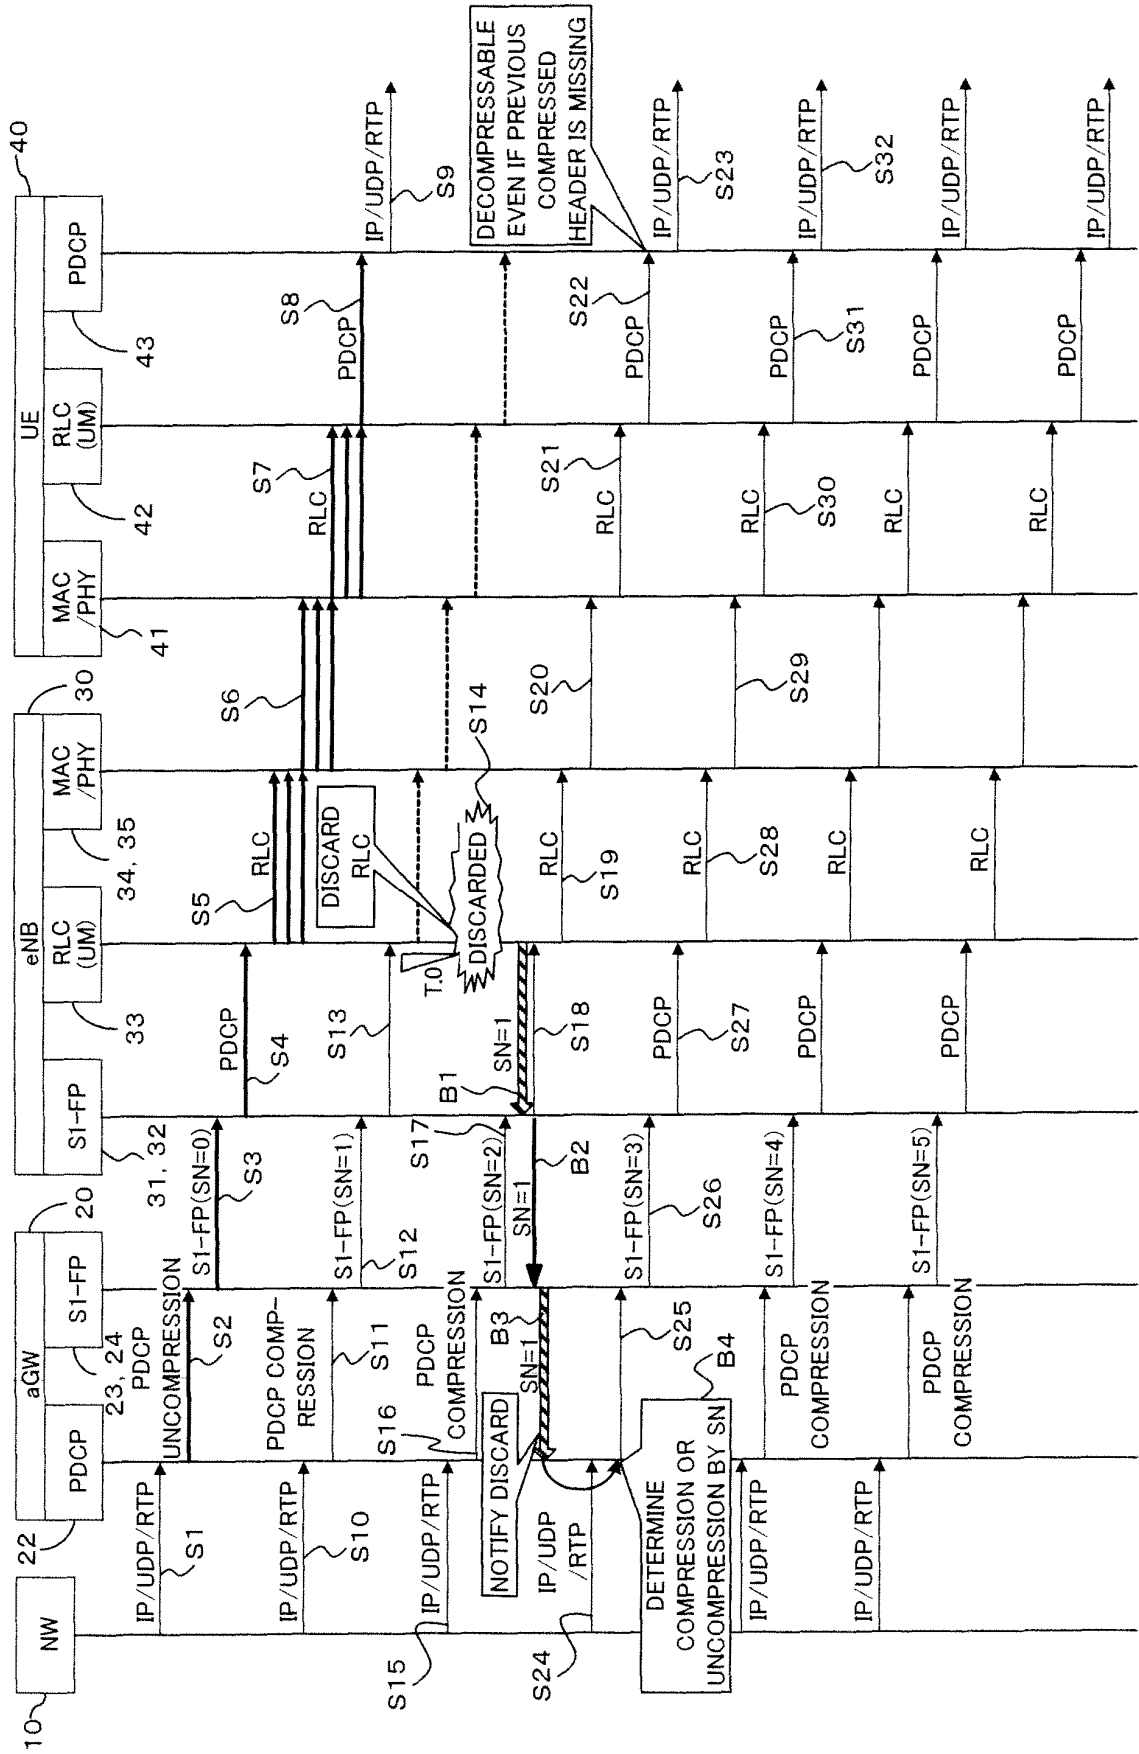 10
NW
22
20
aGW
PDCP
S1-FP
23, 24
30
eNB
S1-FP
RLC
(UM)
MAC
/PHY
31, 32
33
34, 35
40
UE
MAC
/PHY
RLC
(UM)
PDCP
41
42
43
IP/UDP/RTP
S1
PDCP
UNCOMPRESSION
S2
S1-FP(SN=0)
S3
PDCP
S4
S5
RLC
S6
S7
RLC
S8
PDCP
IP/UDP/RTP
S9
IP/UDP/RTP
S10
PDCP COMP-
RESSION
S11
S1-FP(SN=1)
S12
S13
T.O
DISCARD
RLC
DISCARDED
S14
IP/UDP/RTP
S15
PDCP
COMPRESSION
S16
S1-FP(SN=2)
S17
B1
SN=1
S18
SN=1
B2
B3
SN=1
NOTIFY DISCARD
RLC
S19
S20
RLC
S21
PDCP
S22
DECOMPRESSABLE
EVEN IF PREVIOUS
COMPRESSED
HEADER IS MISSING
IP/UDP/RTP
S23
IP/UDP
/RTP
S24
DETERMINE
COMPRESSION OR
UNCOMPRESSION BY SN
B4
S25
S1-FP(SN=3)
S26
PDCP
S27
RLC
S28
S29
RLC
S30
PDCP
S31
IP/UDP/RTP
S32
IP/UDP/RTP
PDCP
COMPRESSION
S1-FP(SN=4)
PDCP
RLC
RLC
PDCP
IP/UDP/RTP
IP/UDP/RTP
PDCP
COMPRESSION
S1-FP(SN=5)
PDCP
RLC
RLC
PDCP
IP/UDP/RTP